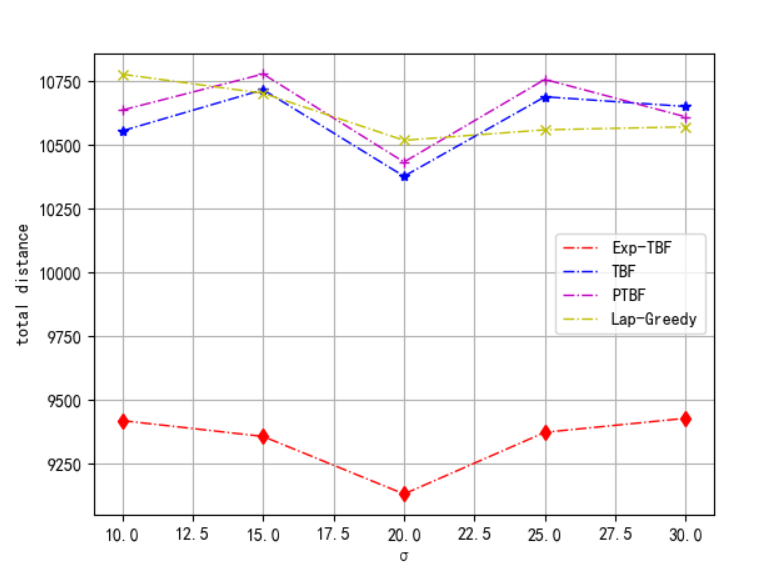 10750
10500
10250
10000
9750
9500
9250
total distance
Exp-TBF
TBF
PTBF
Lap-Greedy
10.0 12.5 15.0 17.5 20.0 22.5 25.0 27.5 30.0
σ